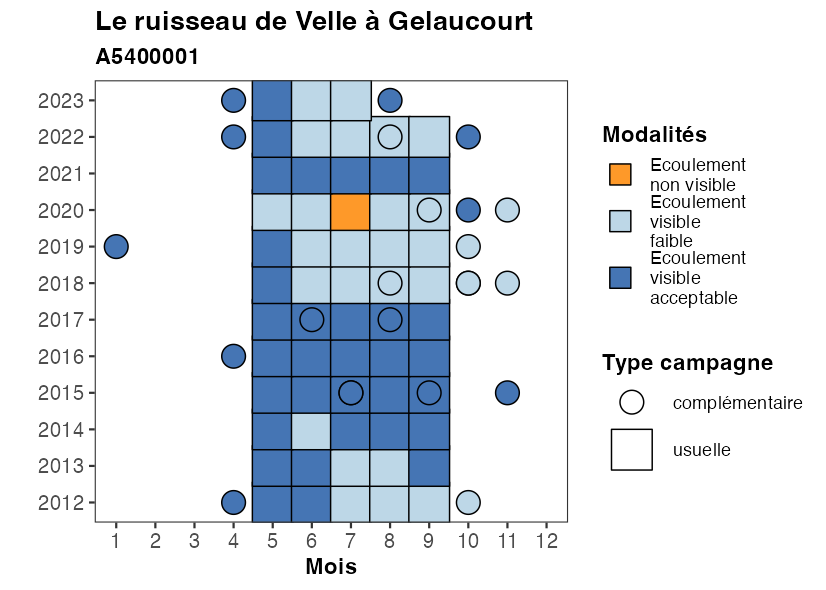 Le ruisseau de Velle à Gelaucourt
A5400001
2023
2022
2021
2020
2019
2018
2017
2016
2015
2014
2013
2012
1 2 3 4 5 6 7 8 9 10 11 12
Mois
Modalités
Ecoulement
non visible
Ecoulement
visible
faible
Ecoulement
visible
acceptable
Type campagne
complémentaire
usuelle